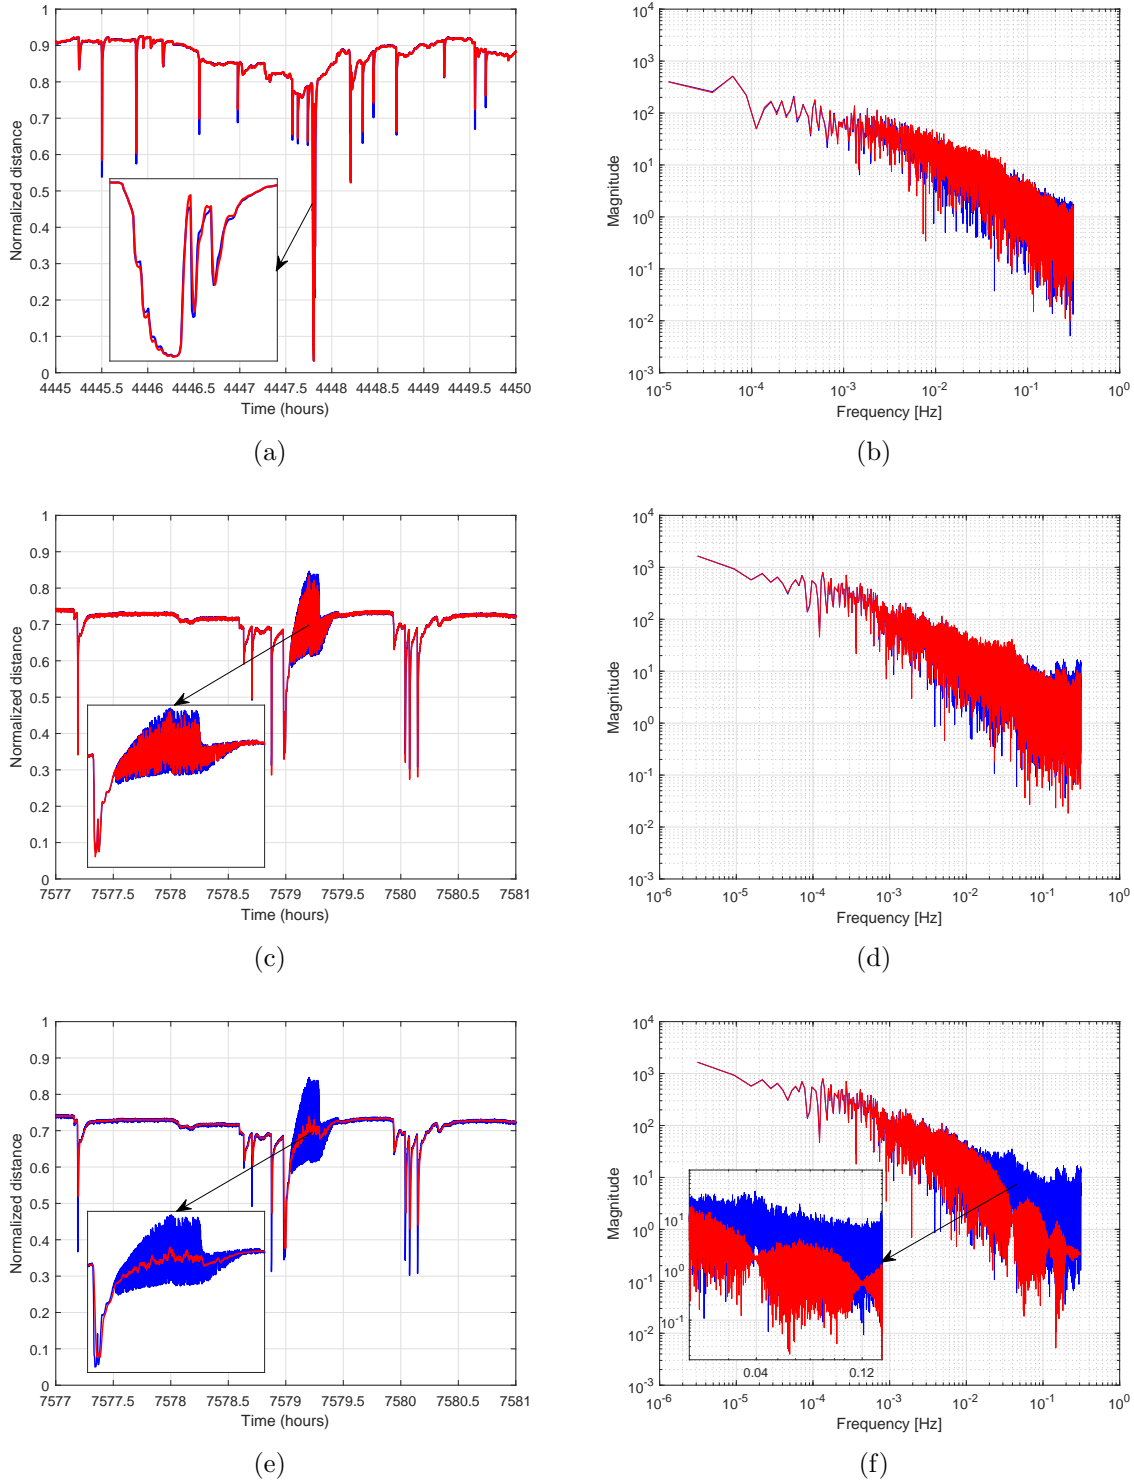 1
0.9
0.8
0.7
0.6
0.5
0.4
0.3
0.2
0.1
0
Normalized distance
4445 4445.5 4446 4446.5 4447 4447.5 4448 4448.5 4449 4449.5 4450
Time (hours)
(a)
10^4
10^3
10^2
10^1
10^0
10^-1
10^-2
10^-3
Magnitude
10^-5 10^-4 10^-3 10^-2 10^-1 10^0
Frequency [Hz]
(b)
1
0.9
0.8
0.7
0.6
0.5
0.4
0.3
0.2
0.1
0
Normalized distance
7577 7577.5 7578 7578.5 7579 7579.5 7580 7580.5 7581
Time (hours)
(c)
10^4
10^3
10^2
10^1
10^0
10^-1
10^-2
10^-3
Magnitude
10^-6 10^-5 10^-4 10^-3 10^-2 10^-1 10^0
Frequency [Hz]
(d)
1
0.9
0.8
0.7
0.6
0.5
0.4
0.3
0.2
0.1
0
Normalized distance
7577 7577.5 7578 7578.5 7579 7579.5 7580 7580.5 7581
Time (hours)
(e)
10^4
10^3
10^2
10^1
10^0
10^-1
10^-2
10^-3
Magnitude
10^1
10^0
10^-1
0.04 0.12
10^-6 10^-5 10^-4 10^-3 10^-2 10^-1 10^0
Frequency [Hz]
(f)